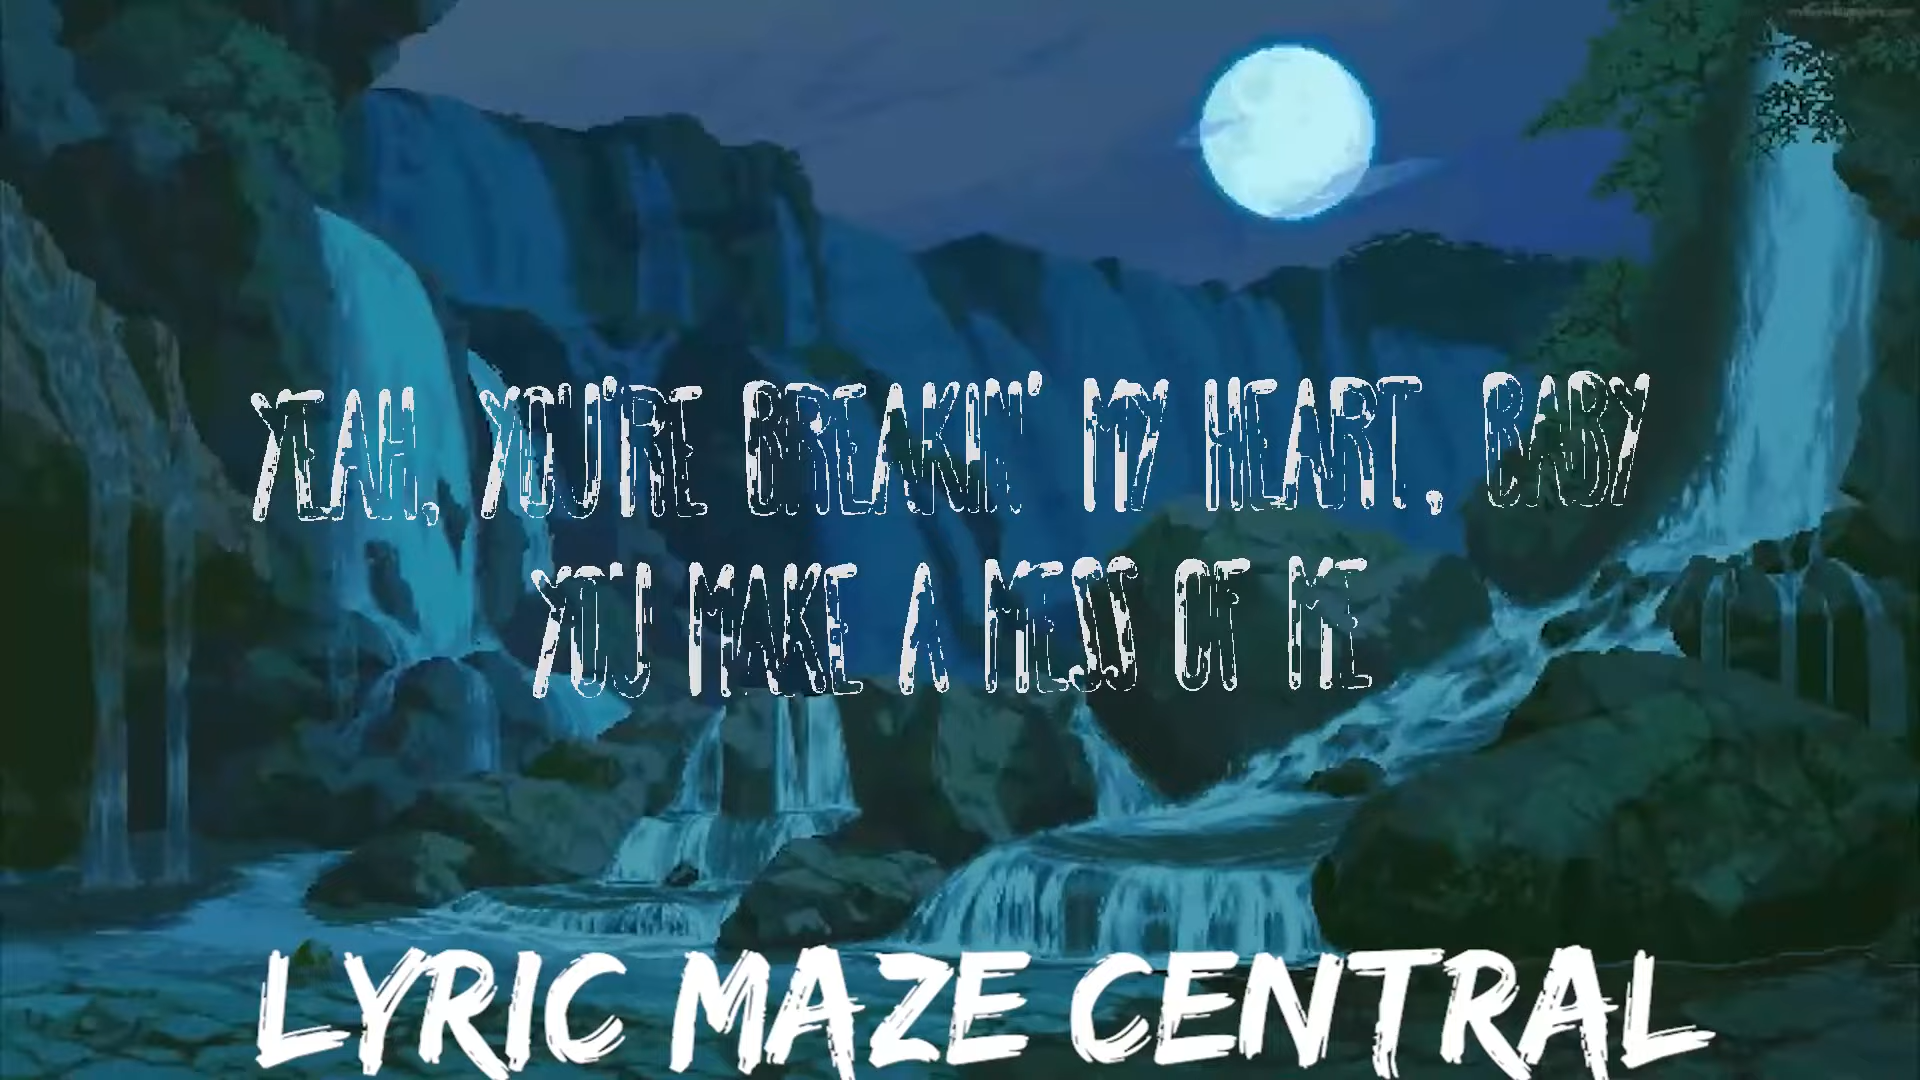 YEAH, YOU'RE BREAKIN' MY HEART, BABY
YOU MAKE A MESS OF ME
LYRIC MAZE CENTRAL